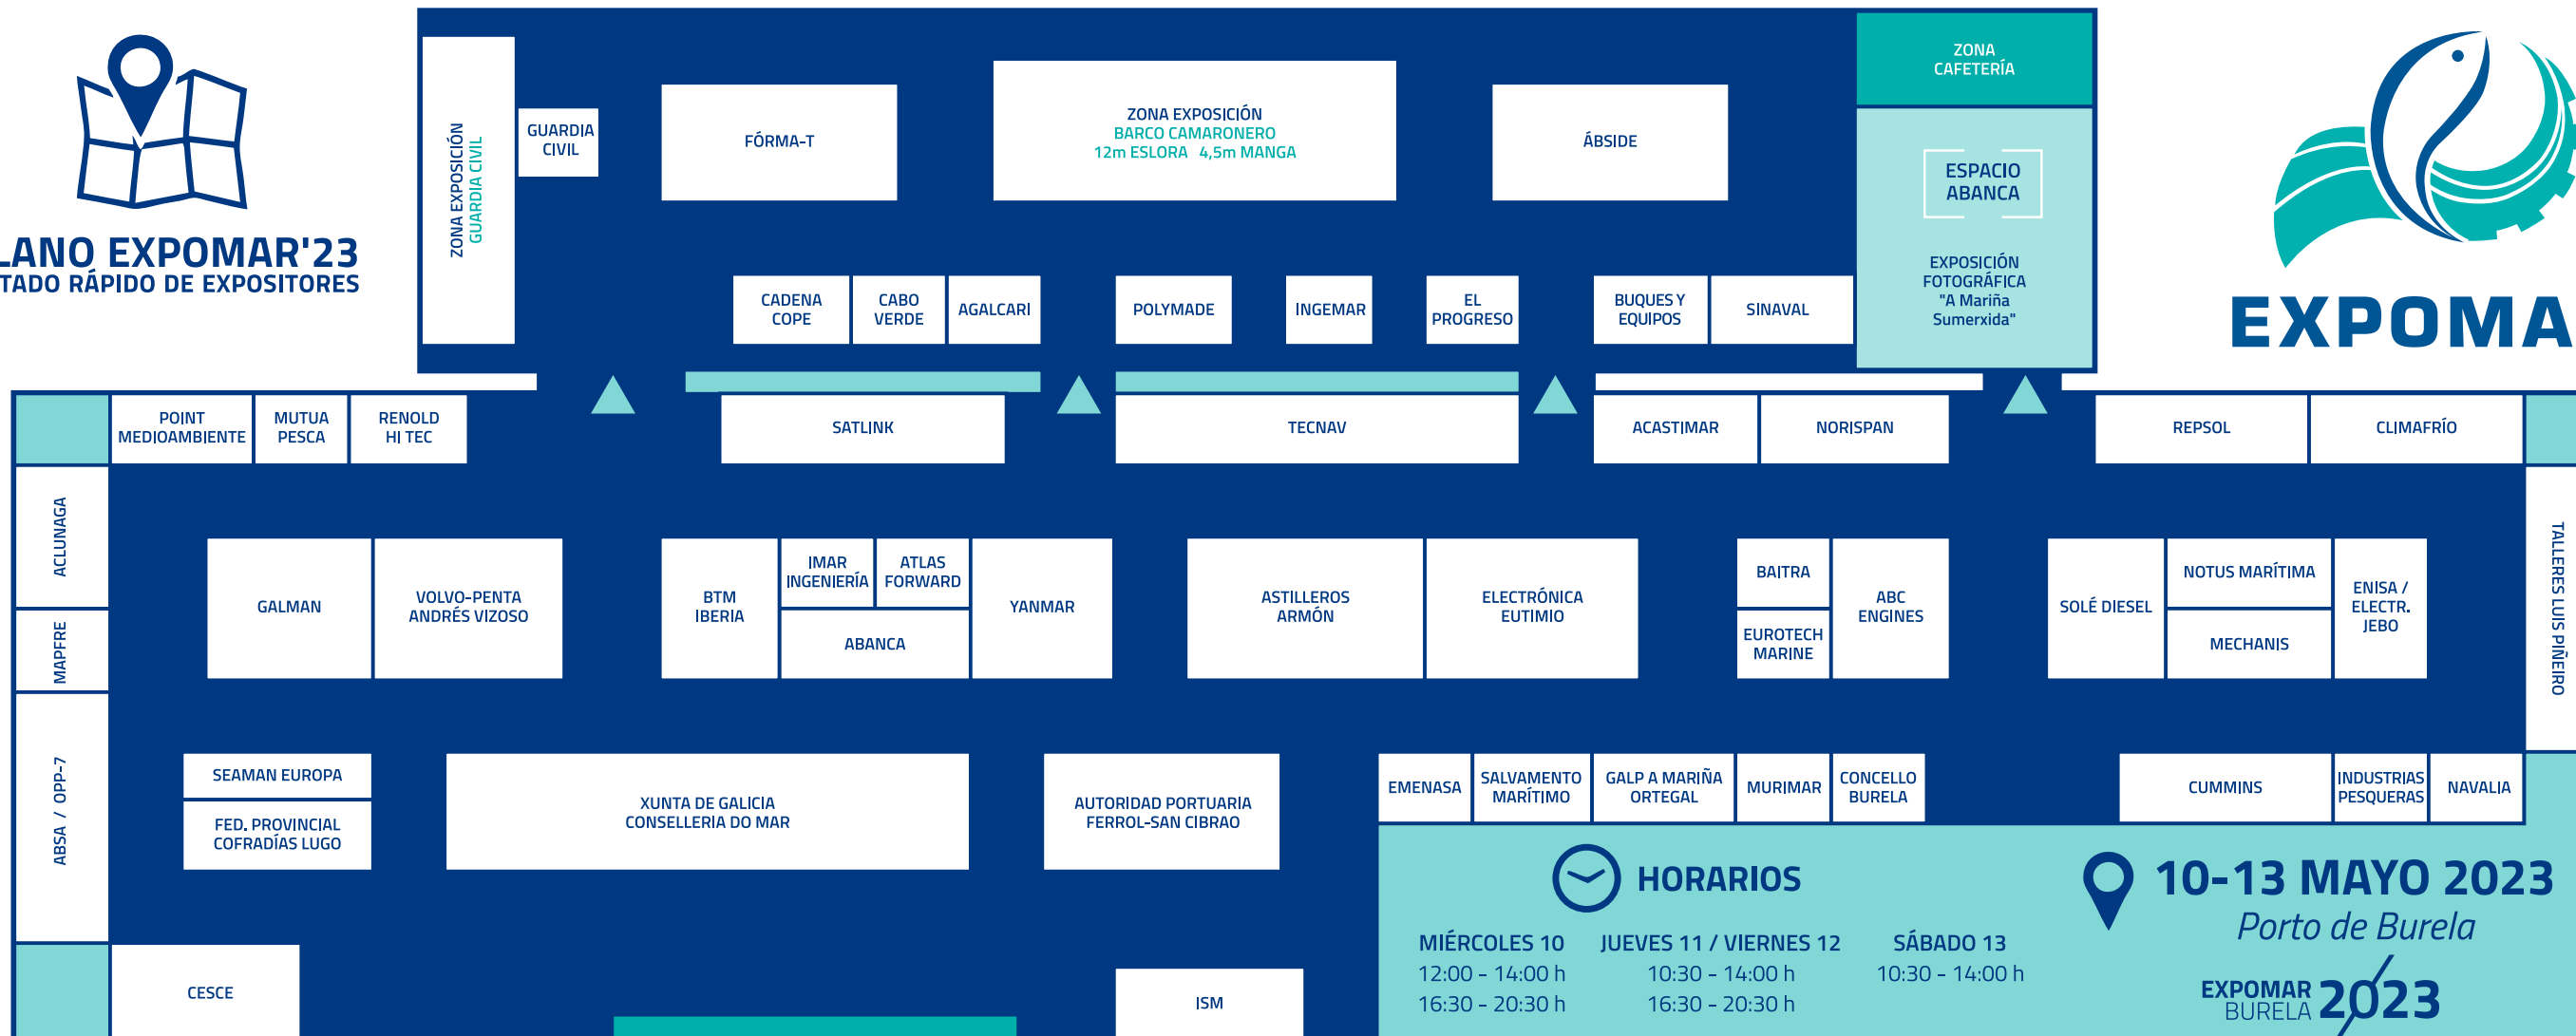 LANO EXPOMAR'23
TADO RÁPIDO DE EXPOSITORES
ZONA EXPOSICIÓN
GUARDIA CIVIL
GUARDIA
CIVIL
FÓRMA-T
ZONA EXPOSICIÓN
BARCO CAMARONERO
12m ESLORA 4,5m MANGA
ÁBSIDE
ZONA
CAFETERÍA
ESPACIO
ABANCA
EXPOSICIÓN
FOTOGRÁFICA
"A Mariña
Sumerxida"
EXPOMA
CADENA
COPE
CABO
VERDE
AGALCARI
POLYMADE
INGEMAR
EL
PROGRESO
BUQUES Y
EQUIPOS
SINAVAL
POINT
MEDIOAMBIENTE
MUTUA
PESCA
RENOLD
HI TEC
SATLINK
TECNAV
ACASTIMAR
NORISPAN
REPSOL
CLIMAFRÍO
ACLUNAGA
MAPFRE
ABSA / OPP-7
GALMAN
VOLVO-PENTA
ANDRÉS VIZOSO
BTM
IBERIA
IMAR
INGENIERÍA
ATLAS
FORWARD
ABANCA
YANMAR
ASTILLEROS
ARMÓN
ELECTRÓNICA
EUTIMIO
BAITRA
EUROTECH
MARINE
ABC
ENGINES
SOLÉ DIESEL
NOTUS MARÍTIMA
MECHANIS
ENISA /
ELECTR.
JEBO
TALLERES LUIS PIÑEIRO
SEAMAN EUROPA
FED. PROVINCIAL
COFRADÍAS LUGO
XUNTA DE GALICIA
CONSELLERIA DO MAR
AUTORIDAD PORTUARIA
FERROL-SAN CIBRAO
EMENASA
SALVAMENTO
MARÍTIMO
GALP A MARIÑA
ORTEGAL
MURIMAR
CONCELLO
BURELA
CUMMINS
INDUSTRIAS
PESQUERAS
NAVALIA
CESCE
ISM
HORARIOS
MIÉRCOLES 10
12:00 - 14:00 h
16:30 - 20:30 h
JUEVES 11 / VIERNES 12
10:30 - 14:00 h
16:30 - 20:30 h
SÁBADO 13
10:30 - 14:00 h
10-13 MAYO 2023
Porto de Burela
EXPOMAR
BURELA 2023